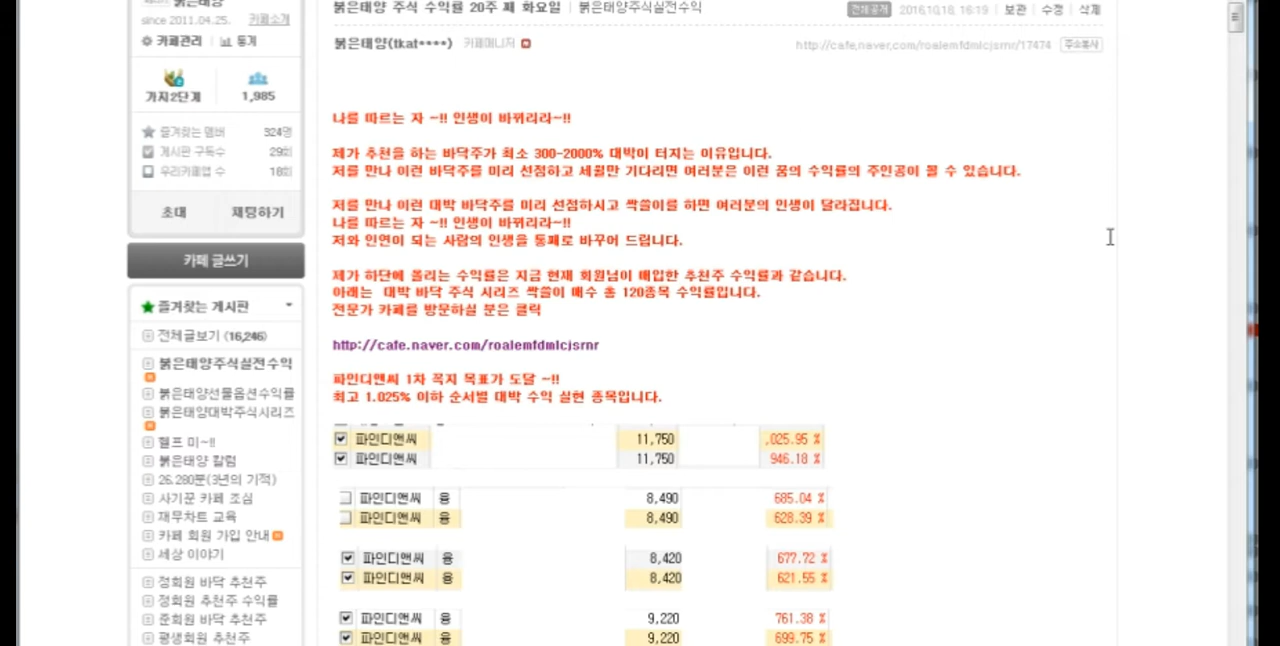 붉은태양
since 2011.04.25. 카페소개
카페관리 통계
가지2단계 1,985
즐겨찾는 멤버 324명
게시판 구독수 29회
우리카페앱 수 18회
초대 채팅하기
카페 글쓰기
즐겨찾는 게시판
전체글보기 (16,246)
붉은태양주식실전수익
붉은태양선물옵션수익률
붉은태양대박주식시리즈
헬프 미~!!
붉은태양 칼럼
26.280분(3년의 기적)
사기꾼 카페 조심
재무차트 교육
카페 회원 가입 안내
세상 이야기
정회원 바닥 추천주
정회원 추천주 수익률
준회원 바닥 추천주
평생회원 추천주
붉은태양 주식 수익률 20주 째 화요일 | 붉은태양주식실전수익 전체공개 2016.10.18. 16:19 | 보관 | 수정 | 삭제
붉은태양(tkat****) 카페매니저 http://cafe.naver.com/roalemfdmlcjsrnr/17474 주소복사
나를 따르는 자 ~!! 인생이 바뀌리라~!!
제가 추천을 하는 바닥주가 최소 300-2000% 대박이 터지는 이유입니다.
저를 만나 이런 바닥주를 미리 선점하고 세월만 기다리면 여러분은 이런 꿈의 수익률의 주인공이 될 수 있습니다.
저를 만나 이런 대박 바닥주를 미리 선점하시고 싹쓸이를 하면 여러분의 인생이 달라집니다.
나를 따르는 자 ~!! 인생이 바뀌리라~!!
저와 인연이 되는 사람의 인생을 통째로 바꾸어 드립니다.
제가 하단에 올리는 수익률은 지금 현재 회원님이 매입한 추천주 수익률과 같습니다.
아래는 대박 바닥 주식 시리즈 싹쓸이 매수 총 120종목 수익률입니다.
전문가 카페를 방문하실 분은 클릭
http://cafe.naver.com/roalemfdmlcjsrnr
파인디앤씨 1차 꼭지 목표가 도달 ~!!
최고 1.025% 이하 순서별 대박 수익 실현 종목입니다.
파인디앤씨 11,750 ,025.95 %
파인디앤씨 11,750 946.18 %
파인디앤씨 융 8,490 685.04 %
파인디앤씨 융 8,490 628.39 %
파인디앤씨 융 8,420 677.72 %
파인디앤씨 융 8,420 621.55 %
파인디앤씨 융 9,220 761.38 %
파인디앤씨 융 9,220 699.75 %